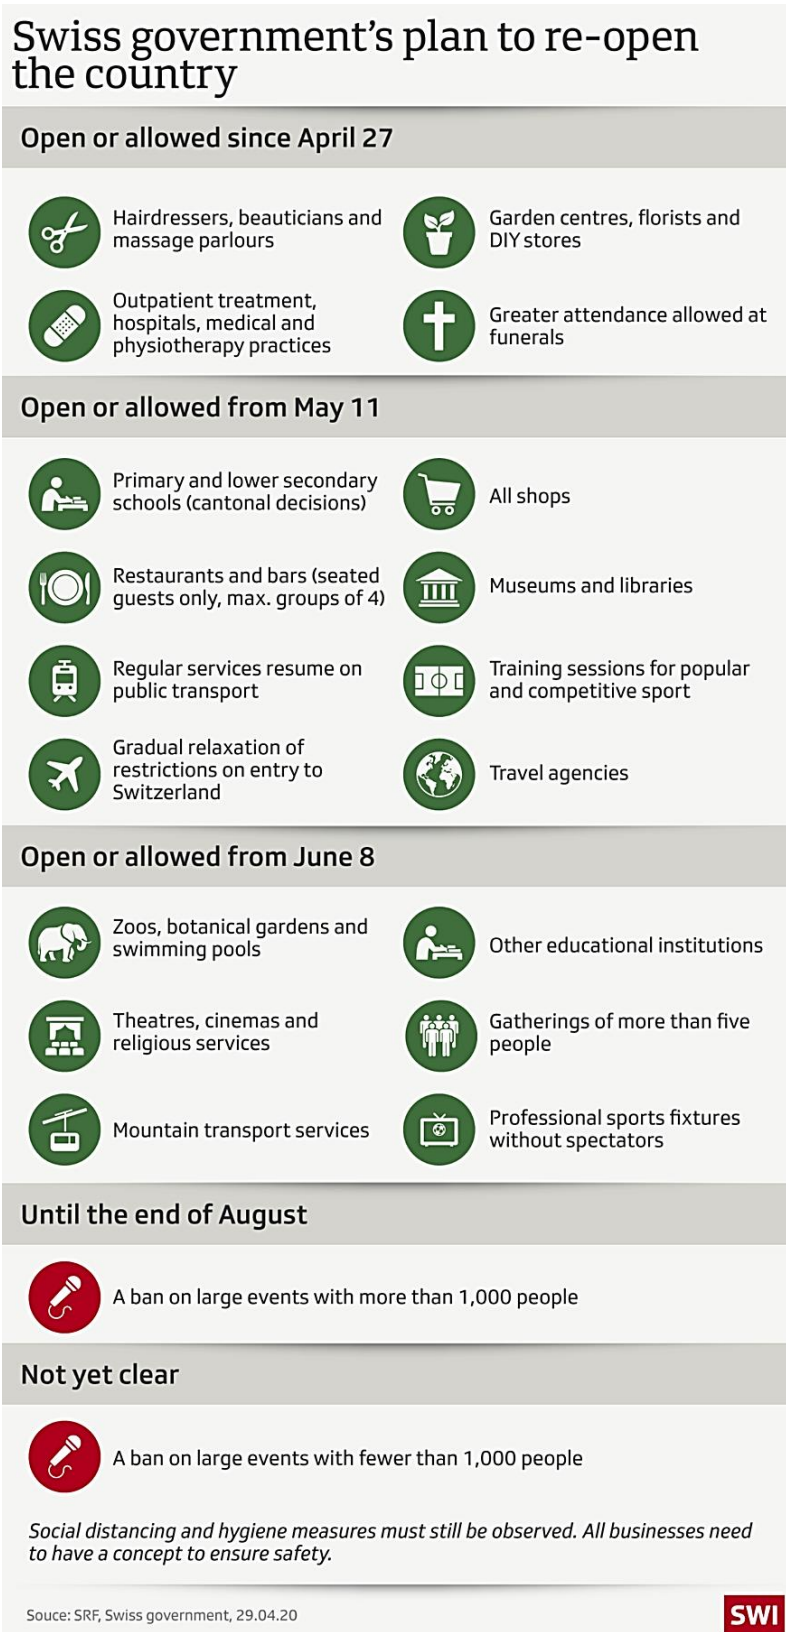 Swiss government's plan to re-open
the country
Open or allowed since April 27
Hairdressers, beauticians and
massage parlours
Garden centres, florists and
DIY stores
Outpatient treatment,
hospitals, medical and
physiotherapy practices
Greater attendance allowed at
funerals
Open or allowed from May 11
Primary and lower secondary
schools (cantonal decisions)
All shops
Restaurants and bars (seated
guests only, max. groups of 4)
Museums and libraries
Regular services resume on
public transport
Training sessions for popular
and competitive sport
Gradual relaxation of
restrictions on entry to
Switzerland
Travel agencies
Open or allowed from June 8
Zoos, botanical gardens and
swimming pools
Other educational institutions
Theatres, cinemas and
religious services
Gatherings of more than five
people
Mountain transport services
Professional sports fixtures
without spectators
Until the end of August
A ban on large events with more than 1,000 people
Not yet clear
A ban on large events with fewer than 1,000 people
Social distancing and hygiene measures must still be observed. All businesses need
to have a concept to ensure safety.
Souce: SRF, Swiss government, 29.04.20
SWI